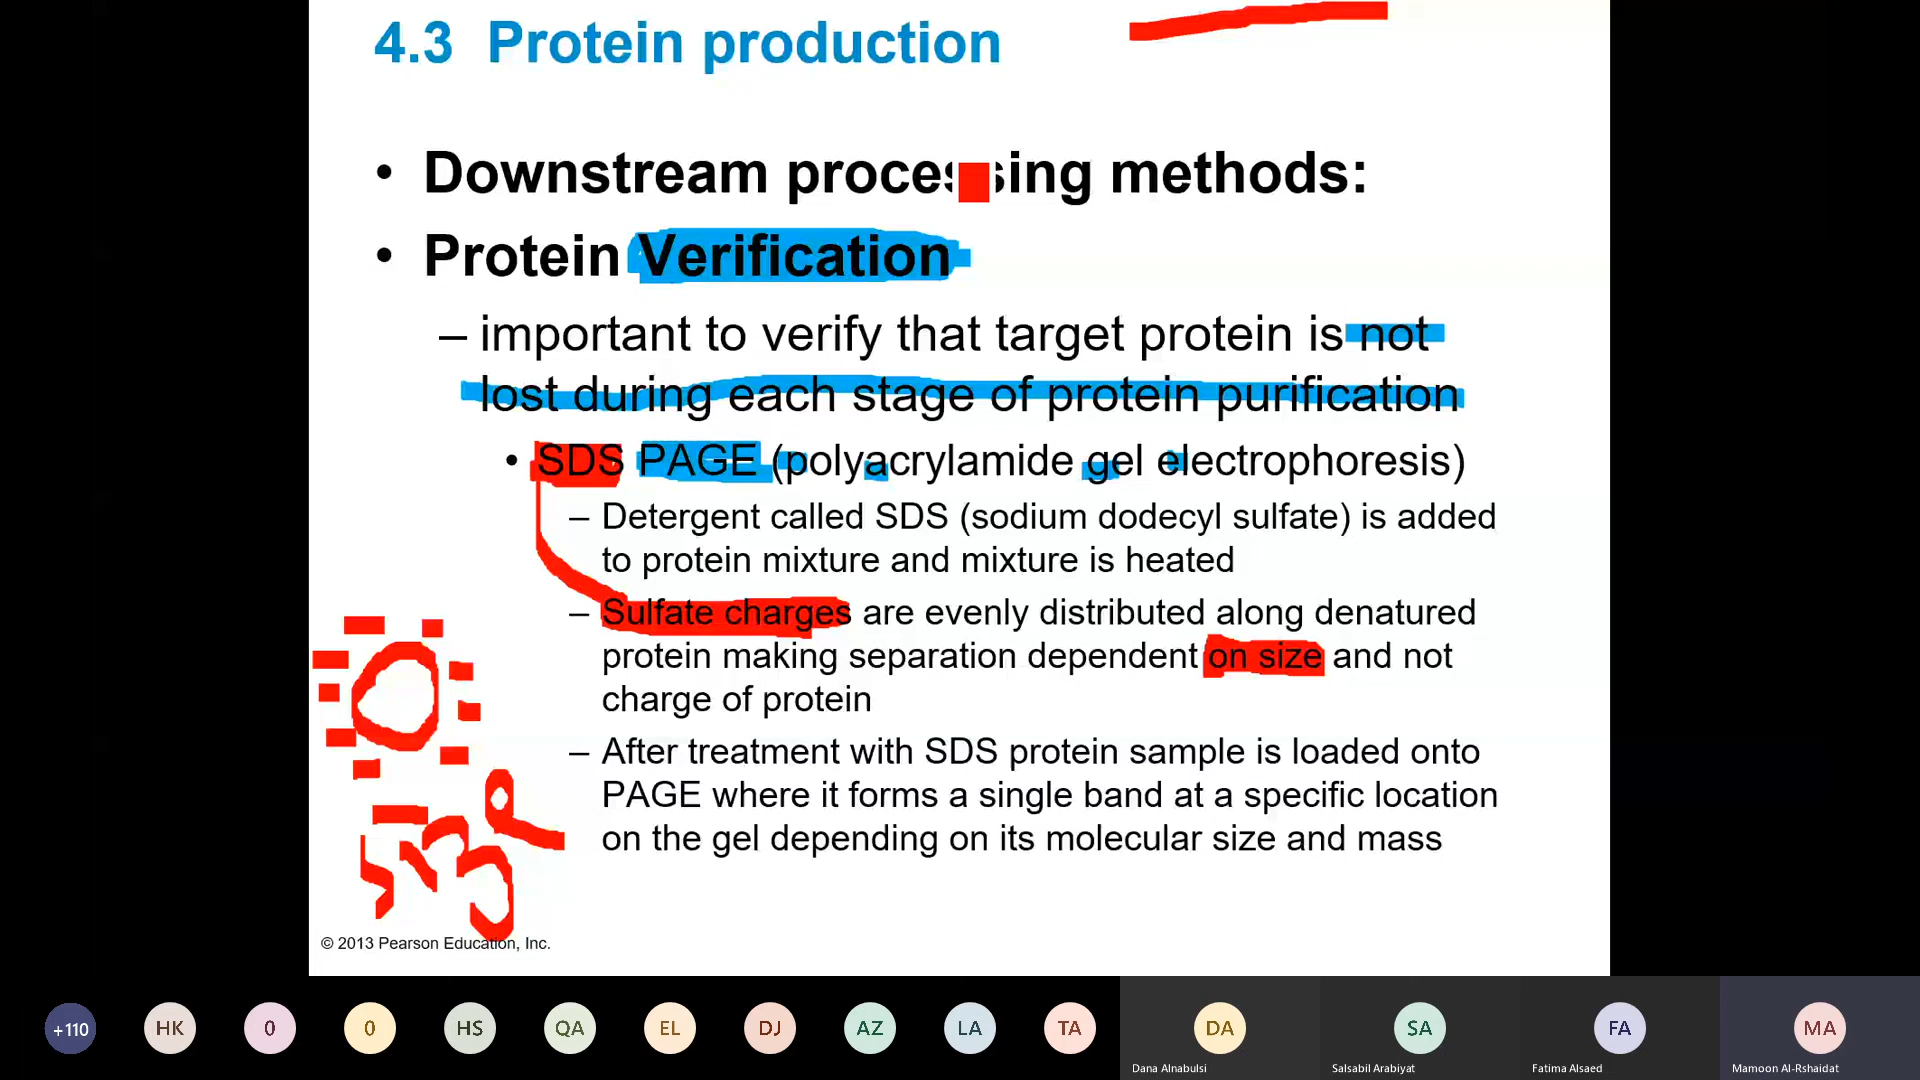 4.3 Protein production
• Downstream processing methods:
• Protein Verification
– important to verify that target protein is not
lost during each stage of protein purification
• SDS PAGE (polyacrylamide gel electrophoresis)
– Detergent called SDS (sodium dodecyl sulfate) is added
to protein mixture and mixture is heated
– Sulfate charges are evenly distributed along denatured
protein making separation dependent on size and not
charge of protein
– After treatment with SDS protein sample is loaded onto
PAGE where it forms a single band at a specific location
on the gel depending on its molecular size and mass
© 2013 Pearson Education, Inc.
+110 HK 0 0 HS QA EL DJ AZ LA TA DA SA FA MA
Dana Alnabulsi Salsabil Arabiyat Fatima Alsaed Mamoon Al-Rshaidat